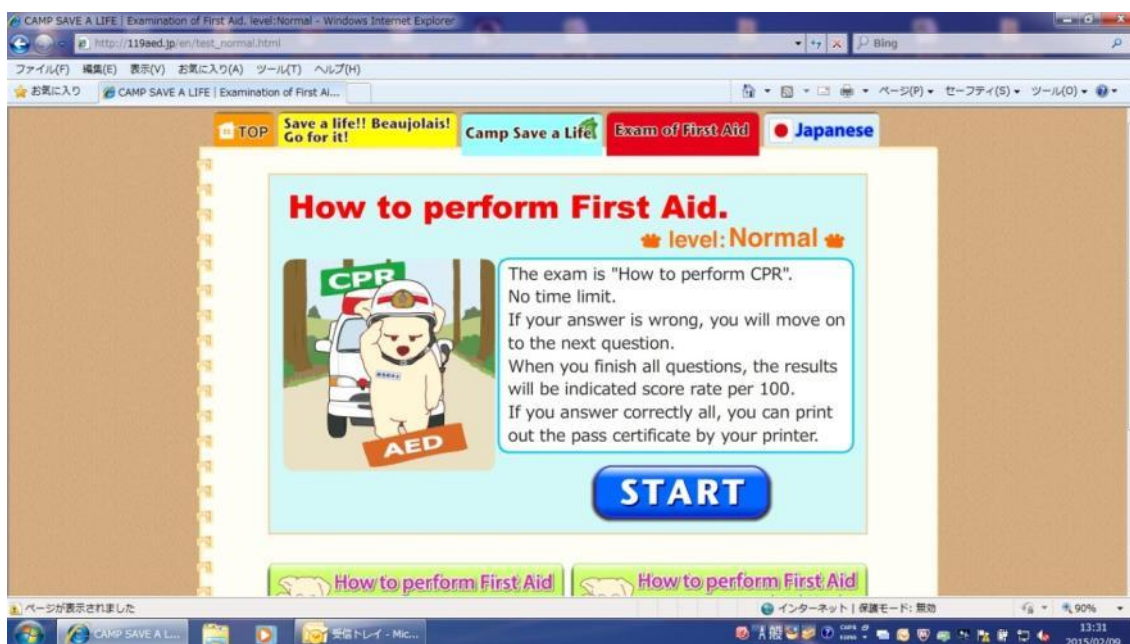 CAMP SAVE A LIFE | Examination of First Aid. level:Normal - Windows Internet Explorer
http://119aed.jp/en/test_normal.html
Bing
ファイル(F) 編集(E) 表示(V) お気に入り(A) ツール(T) ヘルプ(H)
お気に入り CAMP SAVE A LIFE | Examination of First Ai... ページ(P) セーフティ(S) ツール(O)
TOP
Save a life!! Beaujolais!
Go for it!
Camp Save a Life
Exam of First Aid
Japanese
How to perform First Aid.
level:Normal
CPR
AED
The exam is "How to perform CPR".
No time limit.
If your answer is wrong, you will move on
to the next question.
When you finish all questions, the results
will be indicated score rate per 100.
If you answer correctly all, you can print
out the pass certificate by your printer.
START
How to perform First Aid
How to perform First Aid
ページが表示されました インターネット | 保護モード: 無効 90%
CAMP SAVE A L... 受信トレイ - Mic... A 般 CAPS KANA 13:31
2015/02/09